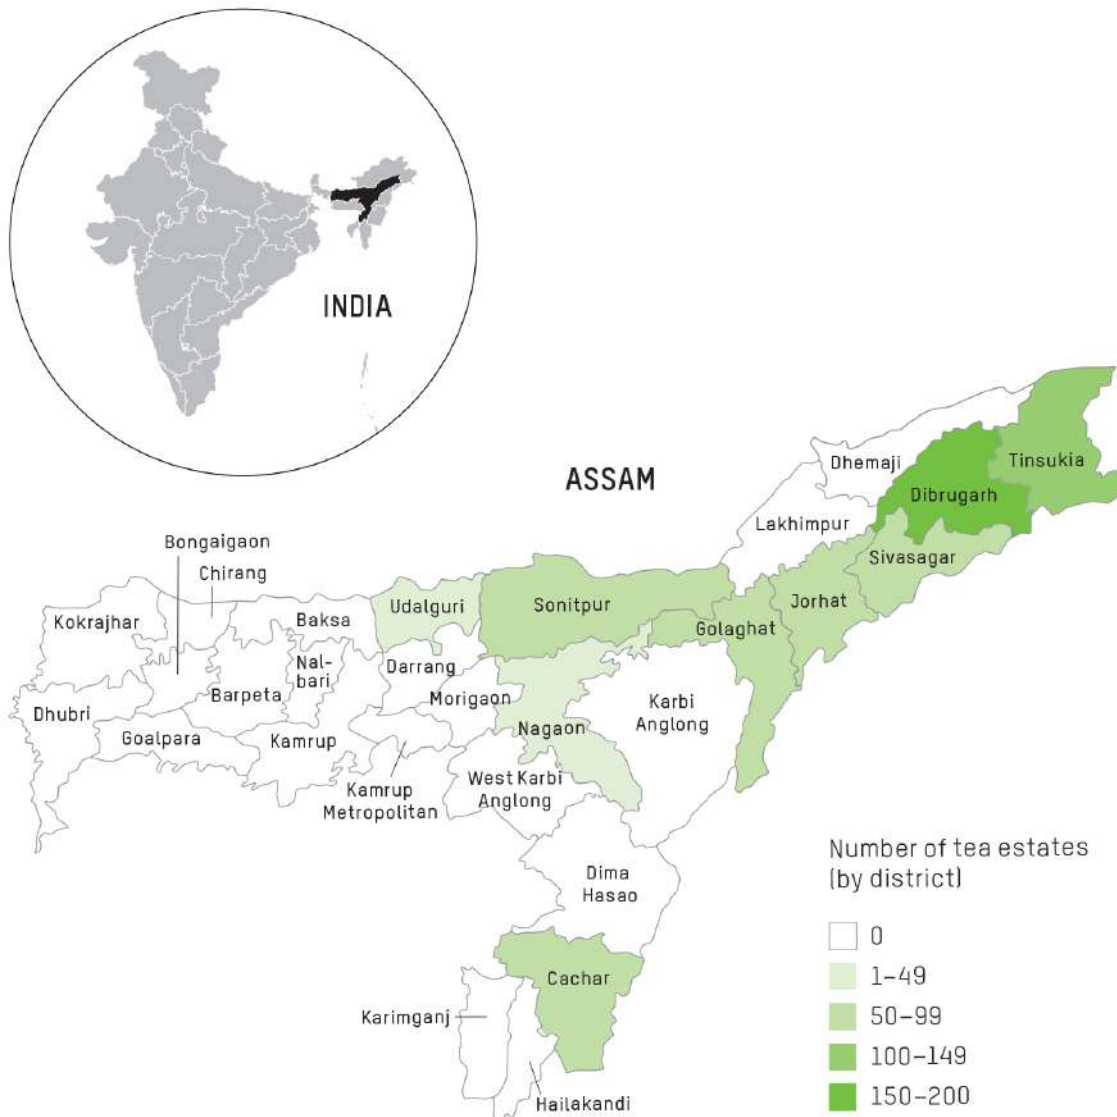 INDIA
ASSAM
Dhemaji
Tinsukia
Dibrugarh
Lakhimpur
Bongaigaon
Sivasagar
Chirang
Udalguri
Sonitpur
Jorhat
Kokrajhar
Baksa
Golaghat
Nal-
bari
Darrang
Barpeta
Morigaon
Karbi
Anglong
Dhubri
Goalpara
Kamrup
Nagaon
West Karbi
Anglong
Kamrup
Metropolitan
Dima
Hasao
Cachar
Karimganj
Hailakandi
Number of tea estates
(by district)
0
1–49
50–99
100–149
150–200